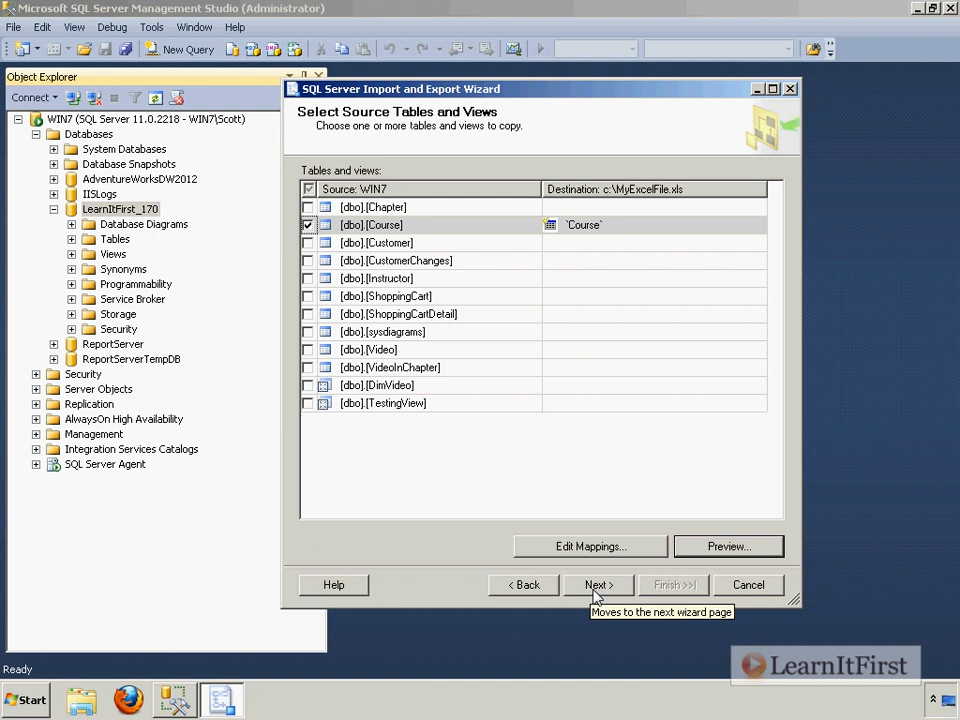 Microsoft SQL Server Management Studio (Administrator)
File Edit View Debug Tools Window Help
New Query
Object Explorer
Connect
WIN7 (SQL Server 11.0.2218 - WIN7\Scott)
Databases
System Databases
Database Snapshots
AdventureWorksDW2012
IISLogs
LearnItFirst_170
Database Diagrams
Tables
Views
Synonyms
Programmability
Service Broker
Storage
Security
ReportServer
ReportServerTempDB
Security
Server Objects
Replication
AlwaysOn High Availability
Management
Integration Services Catalogs
SQL Server Agent
SQL Server Import and Export Wizard
Select Source Tables and Views
Choose one or more tables and views to copy.
Tables and views:
Source: WIN7 Destination: c:\MyExcelFile.xls
[dbo].[Chapter]
[dbo].[Course] `Course`
[dbo].[Customer]
[dbo].[CustomerChanges]
[dbo].[Instructor]
[dbo].[ShoppingCart]
[dbo].[ShoppingCartDetail]
[dbo].[sysdiagrams]
[dbo].[Video]
[dbo].[VideoInChapter]
[dbo].[DimVideo]
[dbo].[TestingView]
Edit Mappings... Preview...
Help < Back Next > Finish >>| Cancel
Moves to the next wizard page
Ready
LearnItFirst
Start